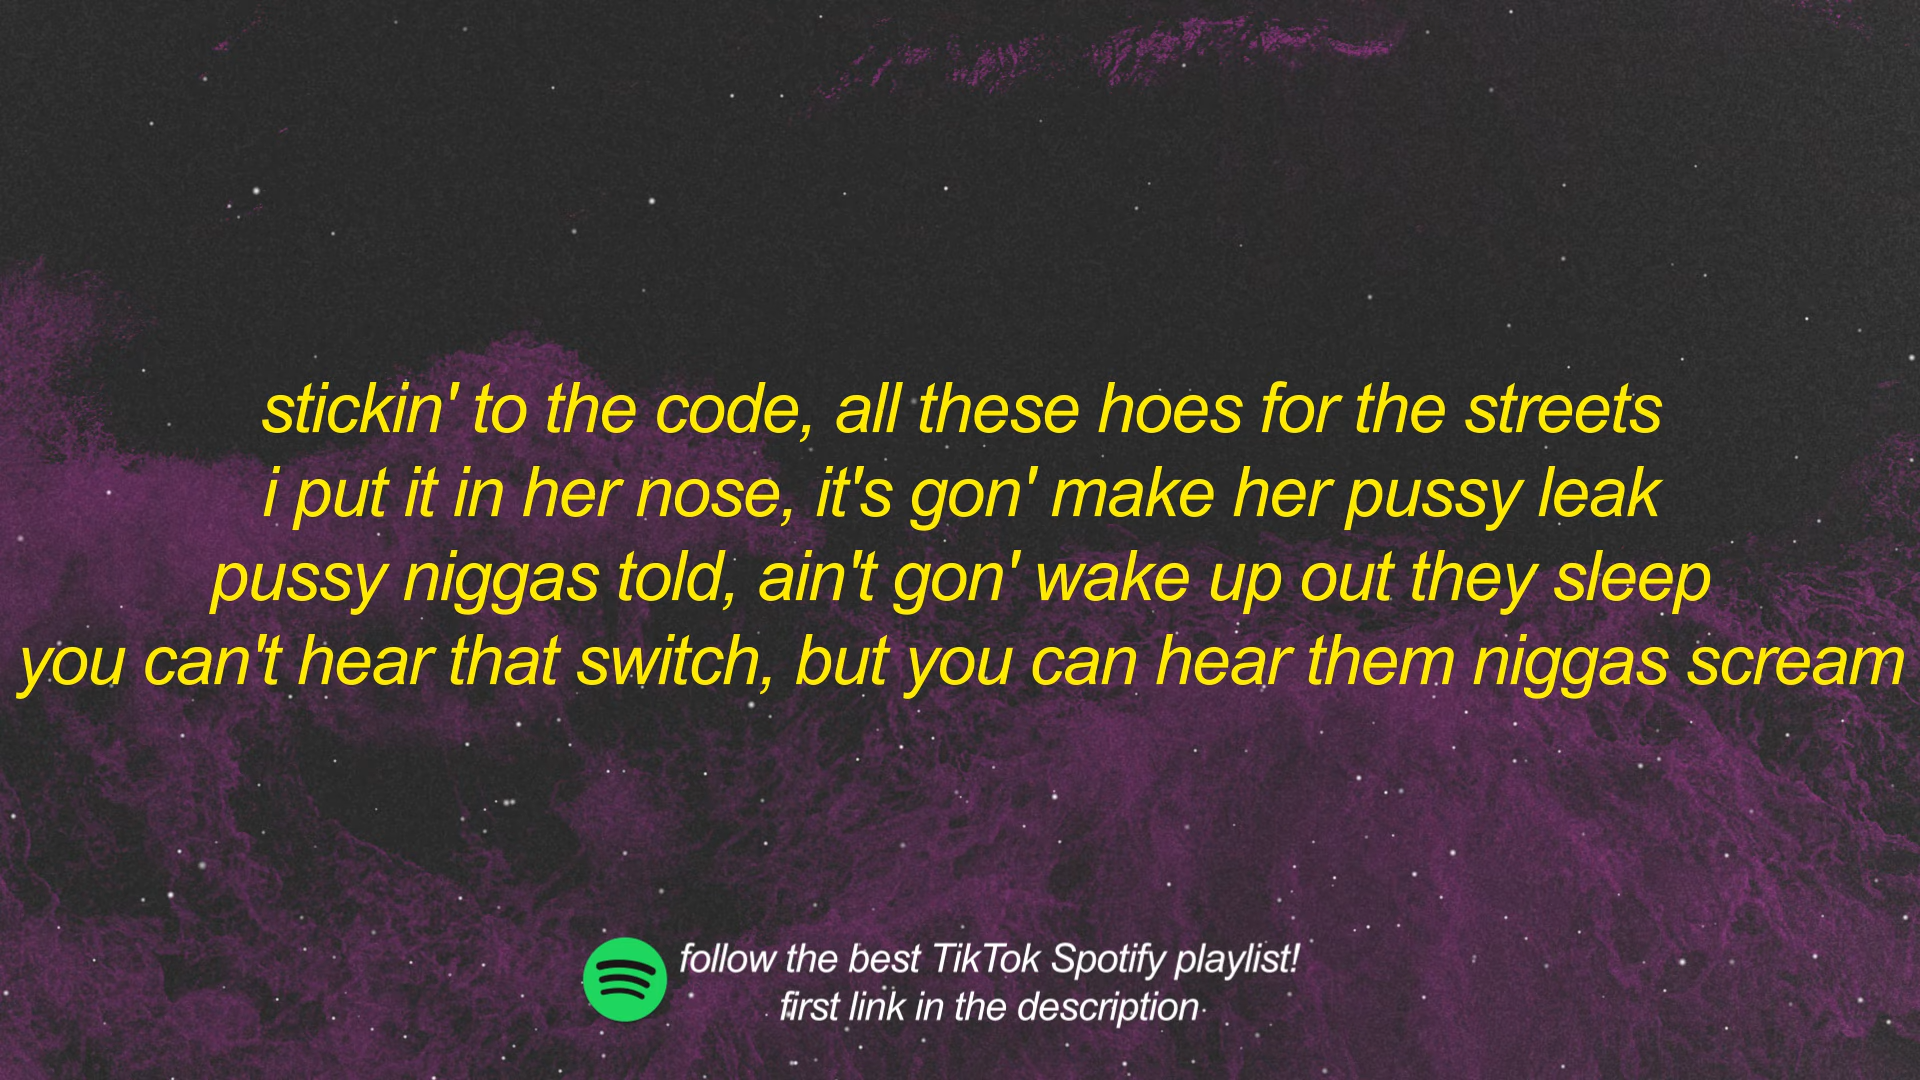 stickin' to the code, all these hoes for the streets
i put it in her nose, it's gon' make her pussy leak
pussy niggas told, ain't gon' wake up out they sleep
you can't hear that switch, but you can hear them niggas scream
follow the best TikTok Spotify playlist!
first link in the description